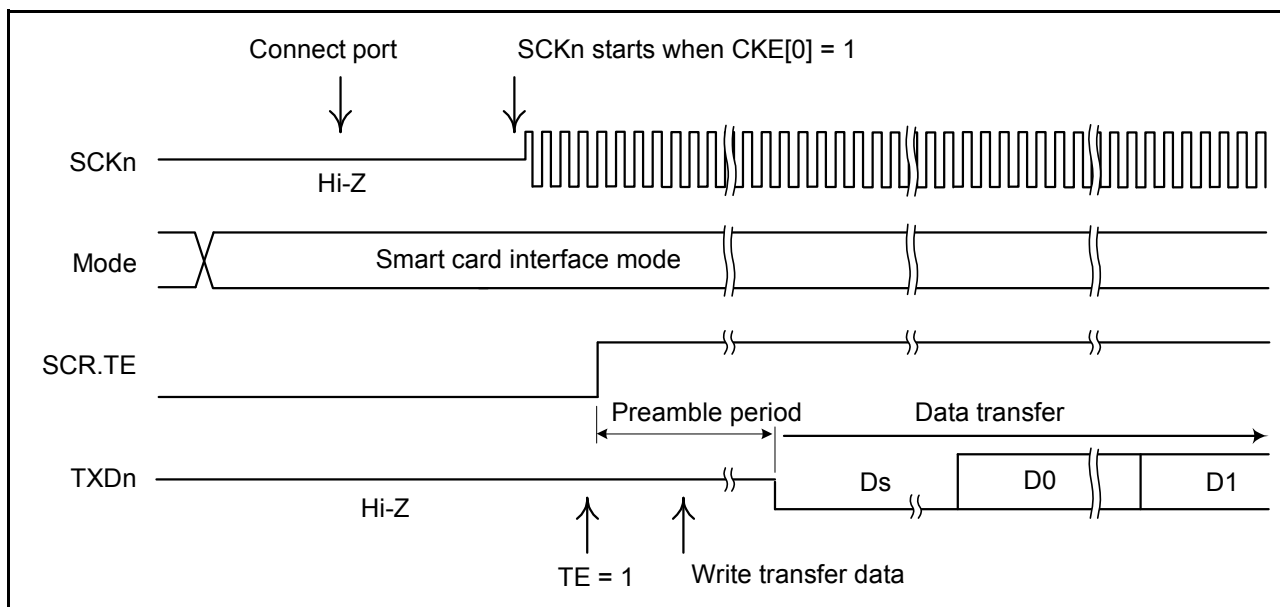 Connect port
SCKn starts when CKE[0] = 1
SCKn
Hi-Z
Mode
Smart card interface mode
SCR.TE
Preamble period
Data transfer
TXDn
Ds
D0
D1
Hi-Z
TE = 1
Write transfer data